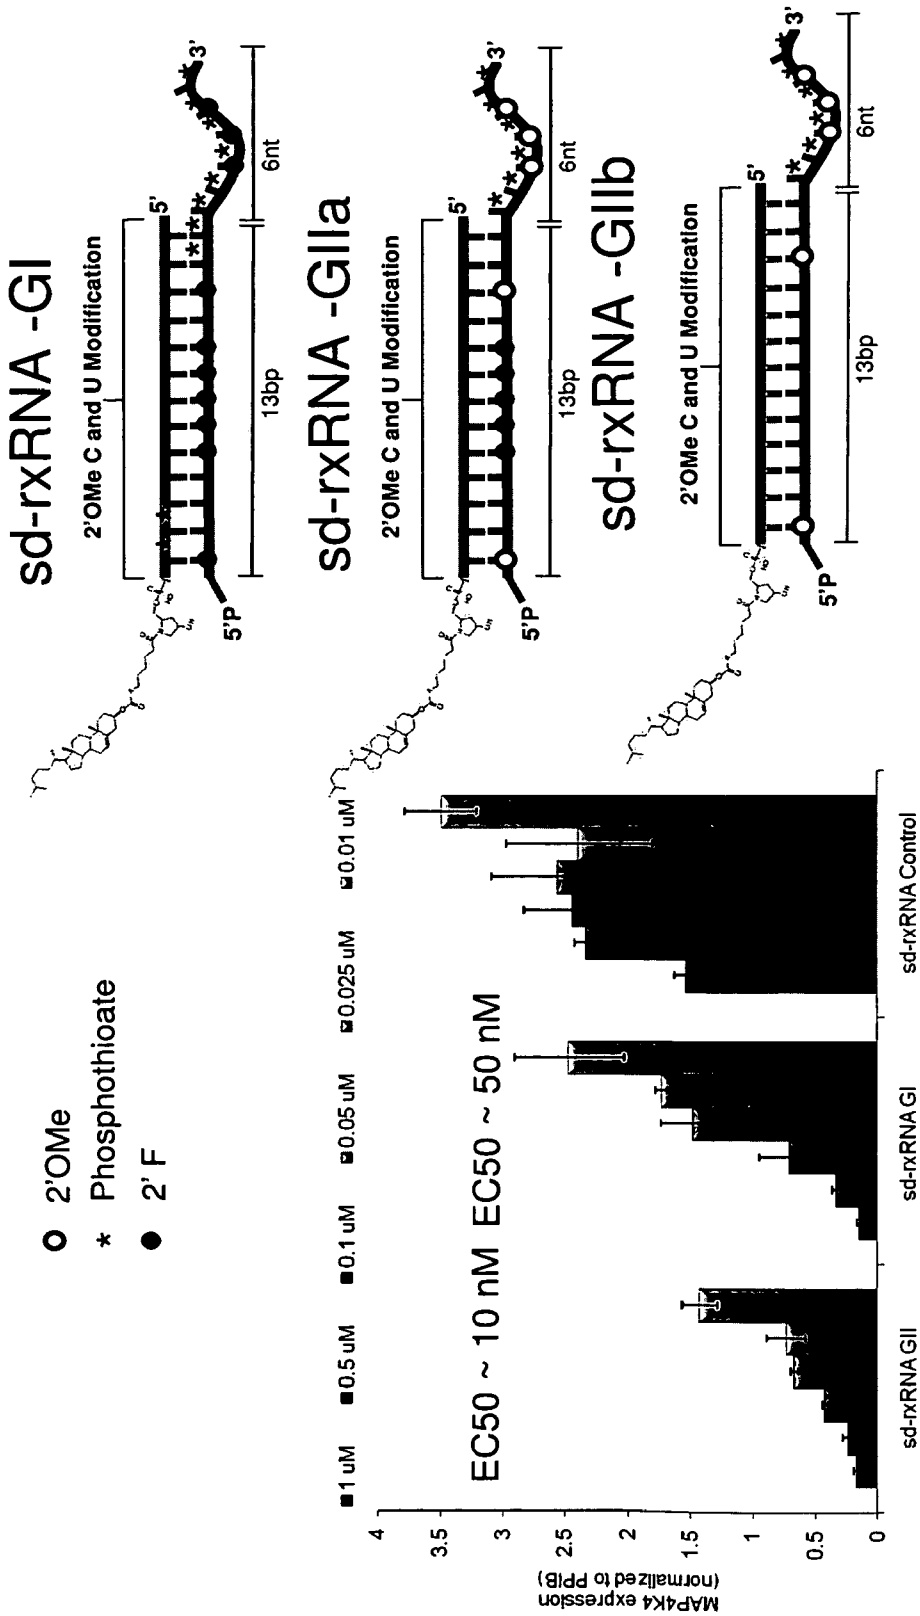 ○ 2'OMe
* Phosphothioate
● 2' F
1 uM
0.5 uM
0.1 uM
0.05 uM
0.025 uM
0.01 uM
MAP4K4 expression
(normalized to PPIB)
4
3.5
3
2.5
2
1.5
1
0.5
0
EC50 ~ 10 nM EC50 ~ 50 nM
sd-rxRNA GII
sd-rxRNA GI
sd-rxRNA Control
sd-rxRNA -GI
2'OMe C and U Modification
5'
3'
5'P
13bp
6nt
sd-rxRNA -GIIa
2'OMe C and U Modification
5'
3'
5'P
13bp
6nt
sd-rxRNA -GIIb
2'OMe C and U Modification
5'
3'
5'P
13bp
6nt